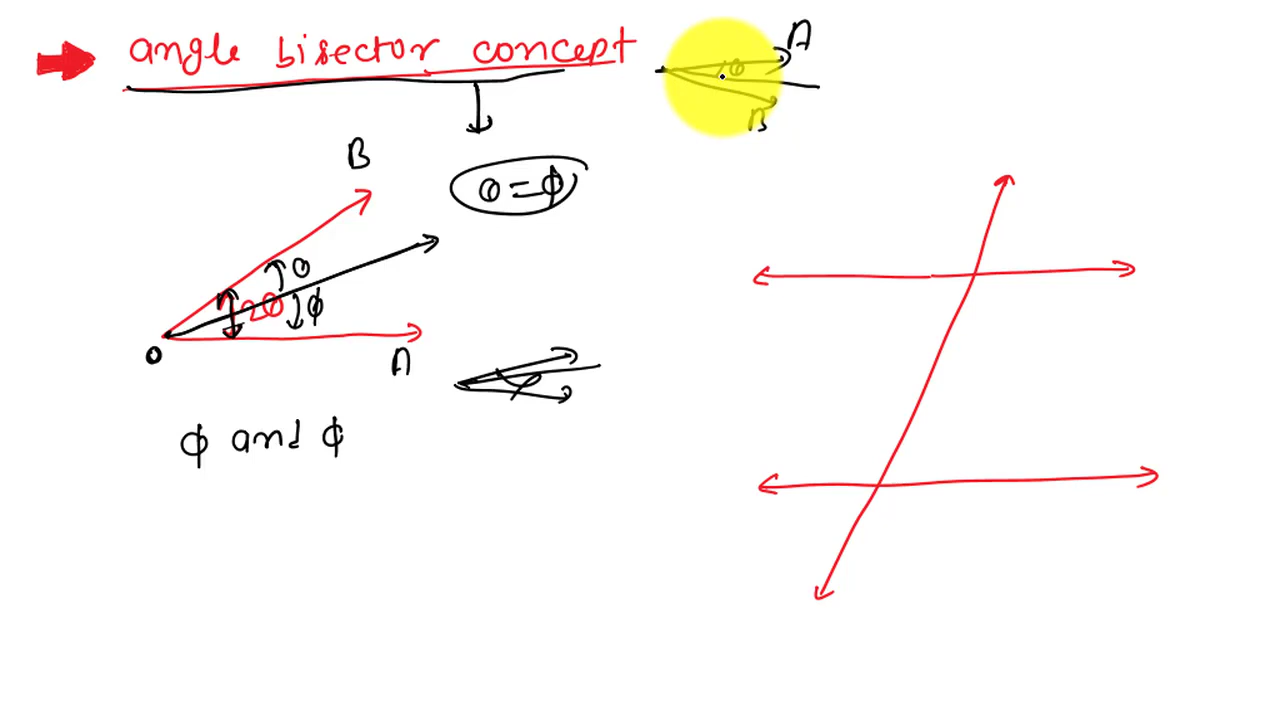 angle bisector concept
A
θ
B
B
θ = ϕ
θ
2θ
ϕ
O
A
ϕ and ϕ